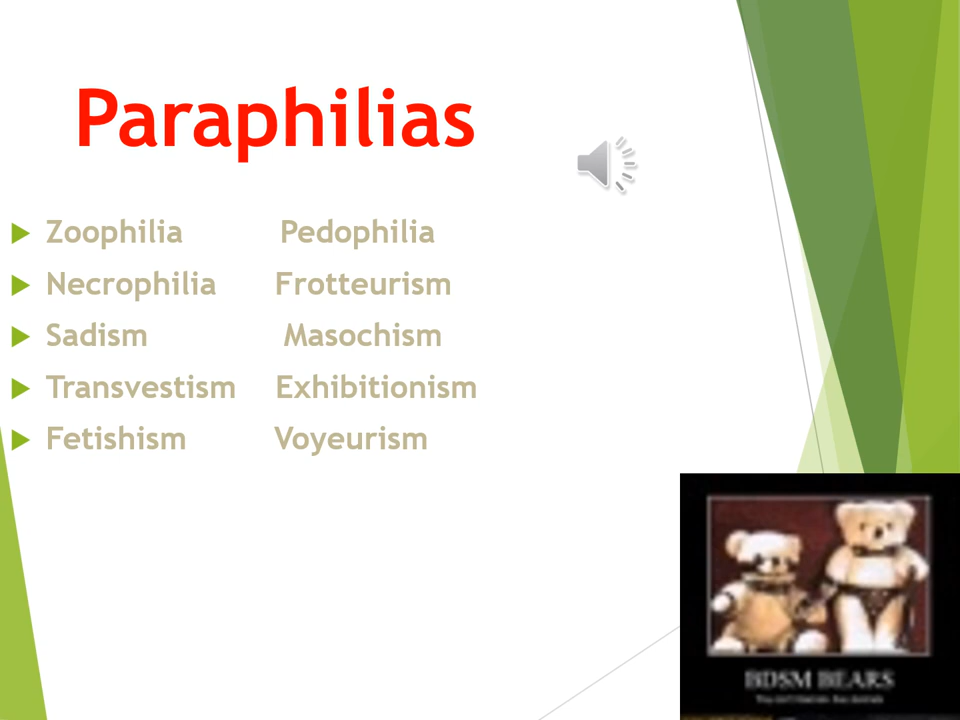 Paraphilias
Zoophilia Pedophilia
Necrophilia Frotteurism
Sadism Masochism
Transvestism Exhibitionism
Fetishism Voyeurism
BDSM BEARS